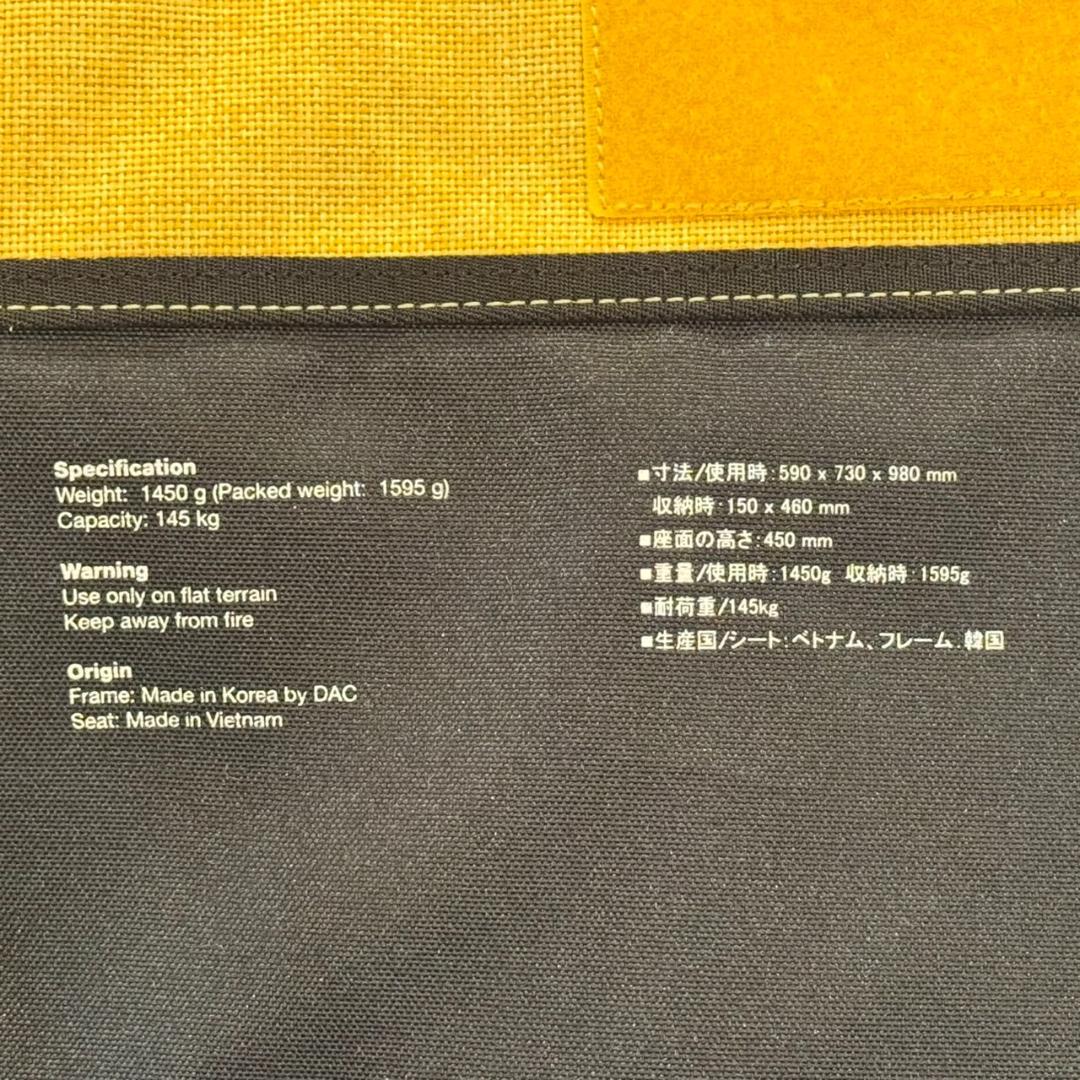 Specification
Weight: 1450 g (Packed weight: 1595 g)
Capacity: 145 kg
Warning
Use only on flat terrain
Keep away from fire
Origin
Frame: Made in Korea by DAC
Seat: Made in Vietnam
■寸法/使用時:590 x 730 x 980 mm
収納時:150 x 460 mm
■座面の高さ:450 mm
■重量/使用時:1450g 収納時:1595g
■耐荷重/145kg
■生産国/シート:ベトナム、フレーム:韓国